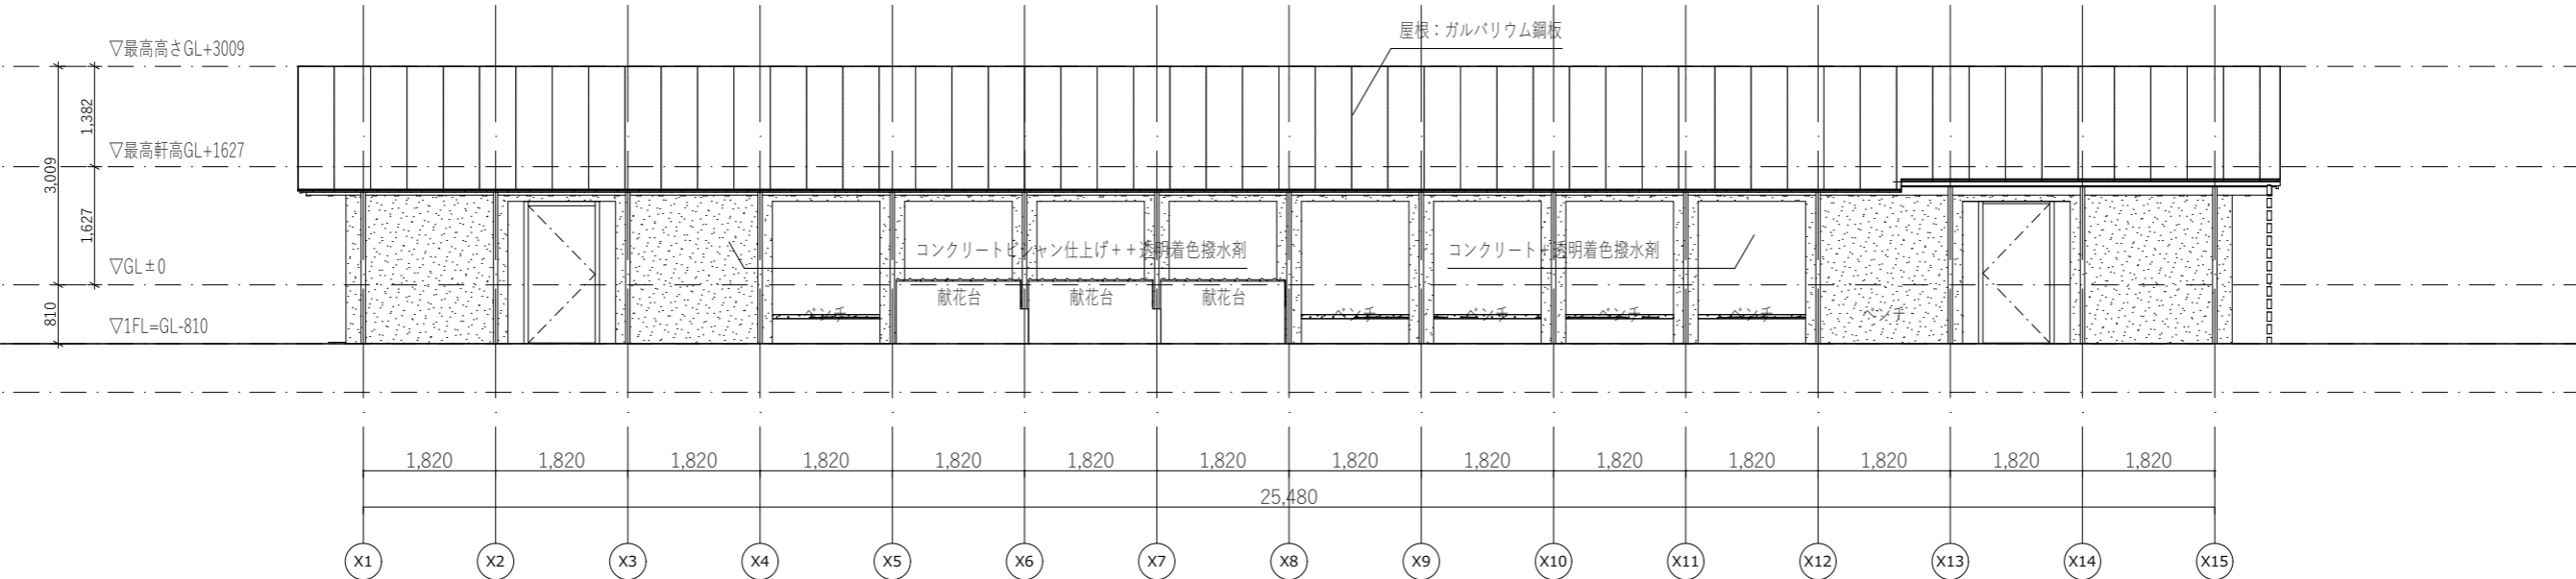 屋根：ガルバリウム鋼板
▽最高高さGL+3009
1,382
▽最高軒高GL+1627
3,009
1,627
コンクリートビシャン仕上げ++透明着色撥水剤
コンクリート+透明着色撥水剤
▽GL±0
献花台 献花台 献花台
810
▽1FL=GL-810
ベンチ ベンチ ベンチ ベンチ ベンチ ベンチ
1,820 1,820 1,820 1,820 1,820 1,820 1,820 1,820 1,820 1,820 1,820 1,820 1,820 1,820
25,480
X1 X2 X3 X4 X5 X6 X7 X8 X9 X10 X11 X12 X13 X14 X15